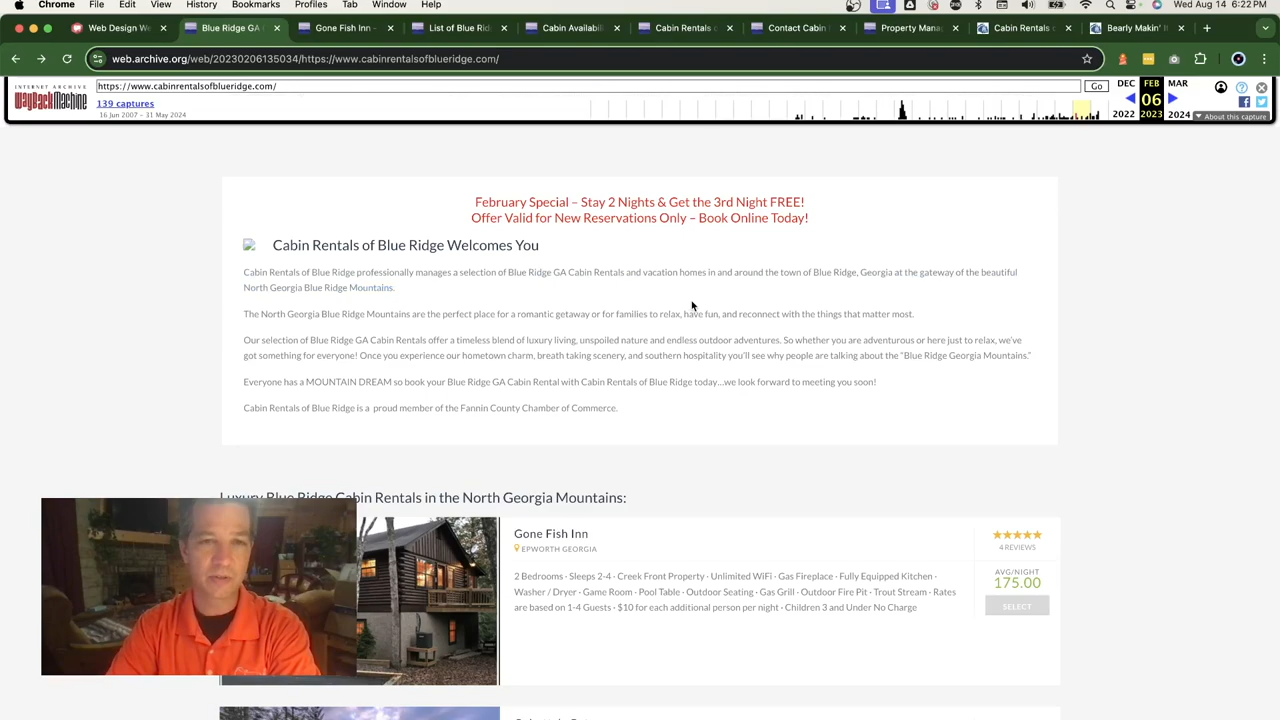 Chrome File Edit View History Bookmarks Profiles Tab Window Help Wed Aug 14 6:22 PM
Web Design We Blue Ridge GA Gone Fish Inn - List of Blue Rid Cabin Availabil Cabin Rentals o Contact Cabin Property Mana Cabin Rentals Bearly Makin' I
web.archive.org/web/20230206135034/https://www.cabinrentalsofblueridge.com/
INTERNET ARCHIVE
WayBackMachine
https://www.cabinrentalsofblueridge.com/
Go
DEC FEB MAR
139 captures
06
16 Jun 2007 – 31 May 2024
2022 2023 2024
About this capture
February Special – Stay 2 Nights & Get the 3rd Night FREE!
Offer Valid for New Reservations Only – Book Online Today!
Cabin Rentals of Blue Ridge Welcomes You
Cabin Rentals of Blue Ridge professionally manages a selection of Blue Ridge GA Cabin Rentals and vacation homes in and around the town of Blue Ridge, Georgia at the gateway of the beautiful
North Georgia Blue Ridge Mountains.
The North Georgia Blue Ridge Mountains are the perfect place for a romantic getaway or for families to relax, have fun, and reconnect with the things that matter most.
Our selection of Blue Ridge GA Cabin Rentals offer a timeless blend of luxury living, unspoiled nature and endless outdoor adventures. So whether you are adventurous or here just to relax, we've
got something for everyone! Once you experience our hometown charm, breath taking scenery, and southern hospitality you'll see why people are talking about the "Blue Ridge Georgia Mountains."
Everyone has a MOUNTAIN DREAM so book your Blue Ridge GA Cabin Rental with Cabin Rentals of Blue Ridge today…we look forward to meeting you soon!
Cabin Rentals of Blue Ridge is a proud member of the Fannin County Chamber of Commerce.
Luxury Blue Ridge Cabin Rentals in the North Georgia Mountains:
Gone Fish Inn
EPWORTH GEORGIA
4 REVIEWS
AVG/NIGHT
175.00
SELECT
2 Bedrooms · Sleeps 2-4 · Creek Front Property · Unlimited WiFi · Gas Fireplace · Fully Equipped Kitchen ·
Washer / Dryer · Game Room · Pool Table · Outdoor Seating · Gas Grill · Outdoor Fire Pit · Trout Stream · Rates
are based on 1-4 Guests · $10 for each additional person per night · Children 3 and Under No Charge